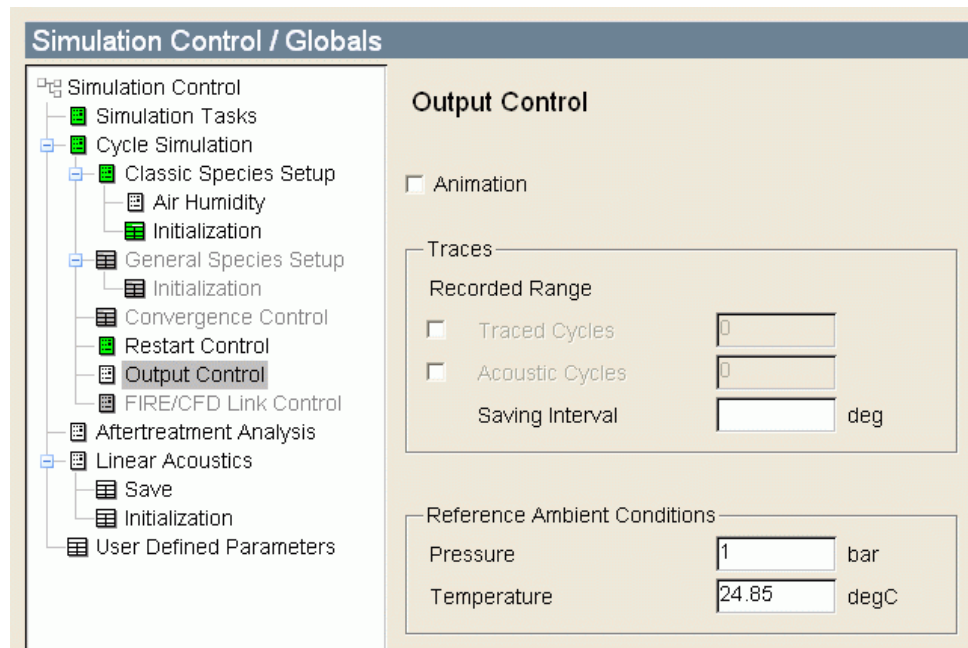 Simulation Control / Globals
Simulation Control
Simulation Tasks
Cycle Simulation
Classic Species Setup
Air Humidity
Initialization
General Species Setup
Initialization
Convergence Control
Restart Control
Output Control
FIRE/CFD Link Control
Aftertreatment Analysis
Linear Acoustics
Save
Initialization
User Defined Parameters
Output Control
Animation
Traces
Recorded Range
Traced Cycles 0
Acoustic Cycles 0
Saving Interval deg
Reference Ambient Conditions
Pressure 1 bar
Temperature 24.85 degC